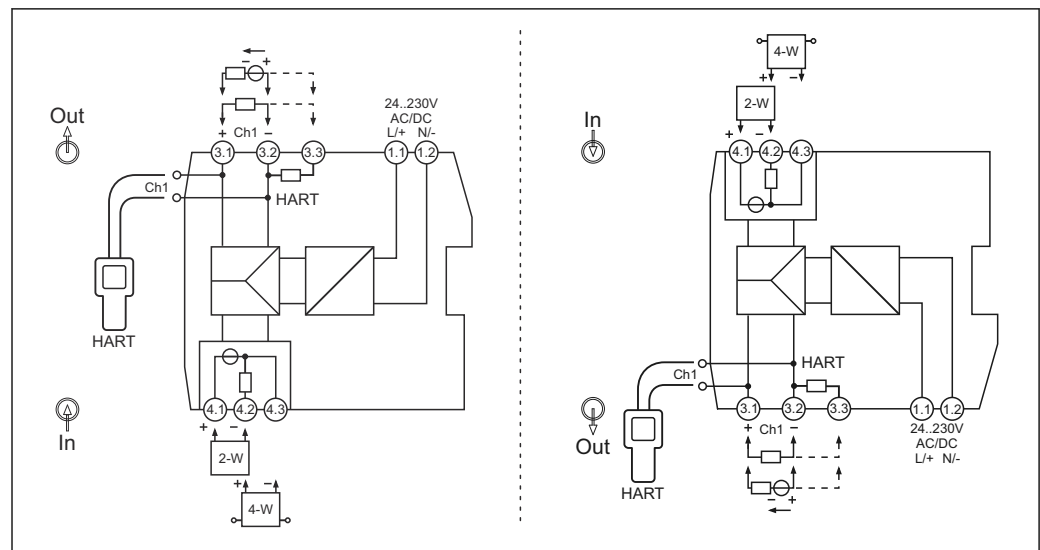 − +
Out
24..230V
AC/DC
+ Ch1 − L/+ N/-
3.1 3.2 3.3 1.1 1.2
Ch1
HART
HART
4.1 4.2 4.3
In
+ −
2-W
+ −
4-W
4-W
+ −
2-W
In
+ −
4.1 4.2 4.3
HART
Ch1
3.1 3.2 3.3 1.1 1.2
+ Ch1 − 24..230V
AC/DC
L/+ N/-
Out
HART
− +